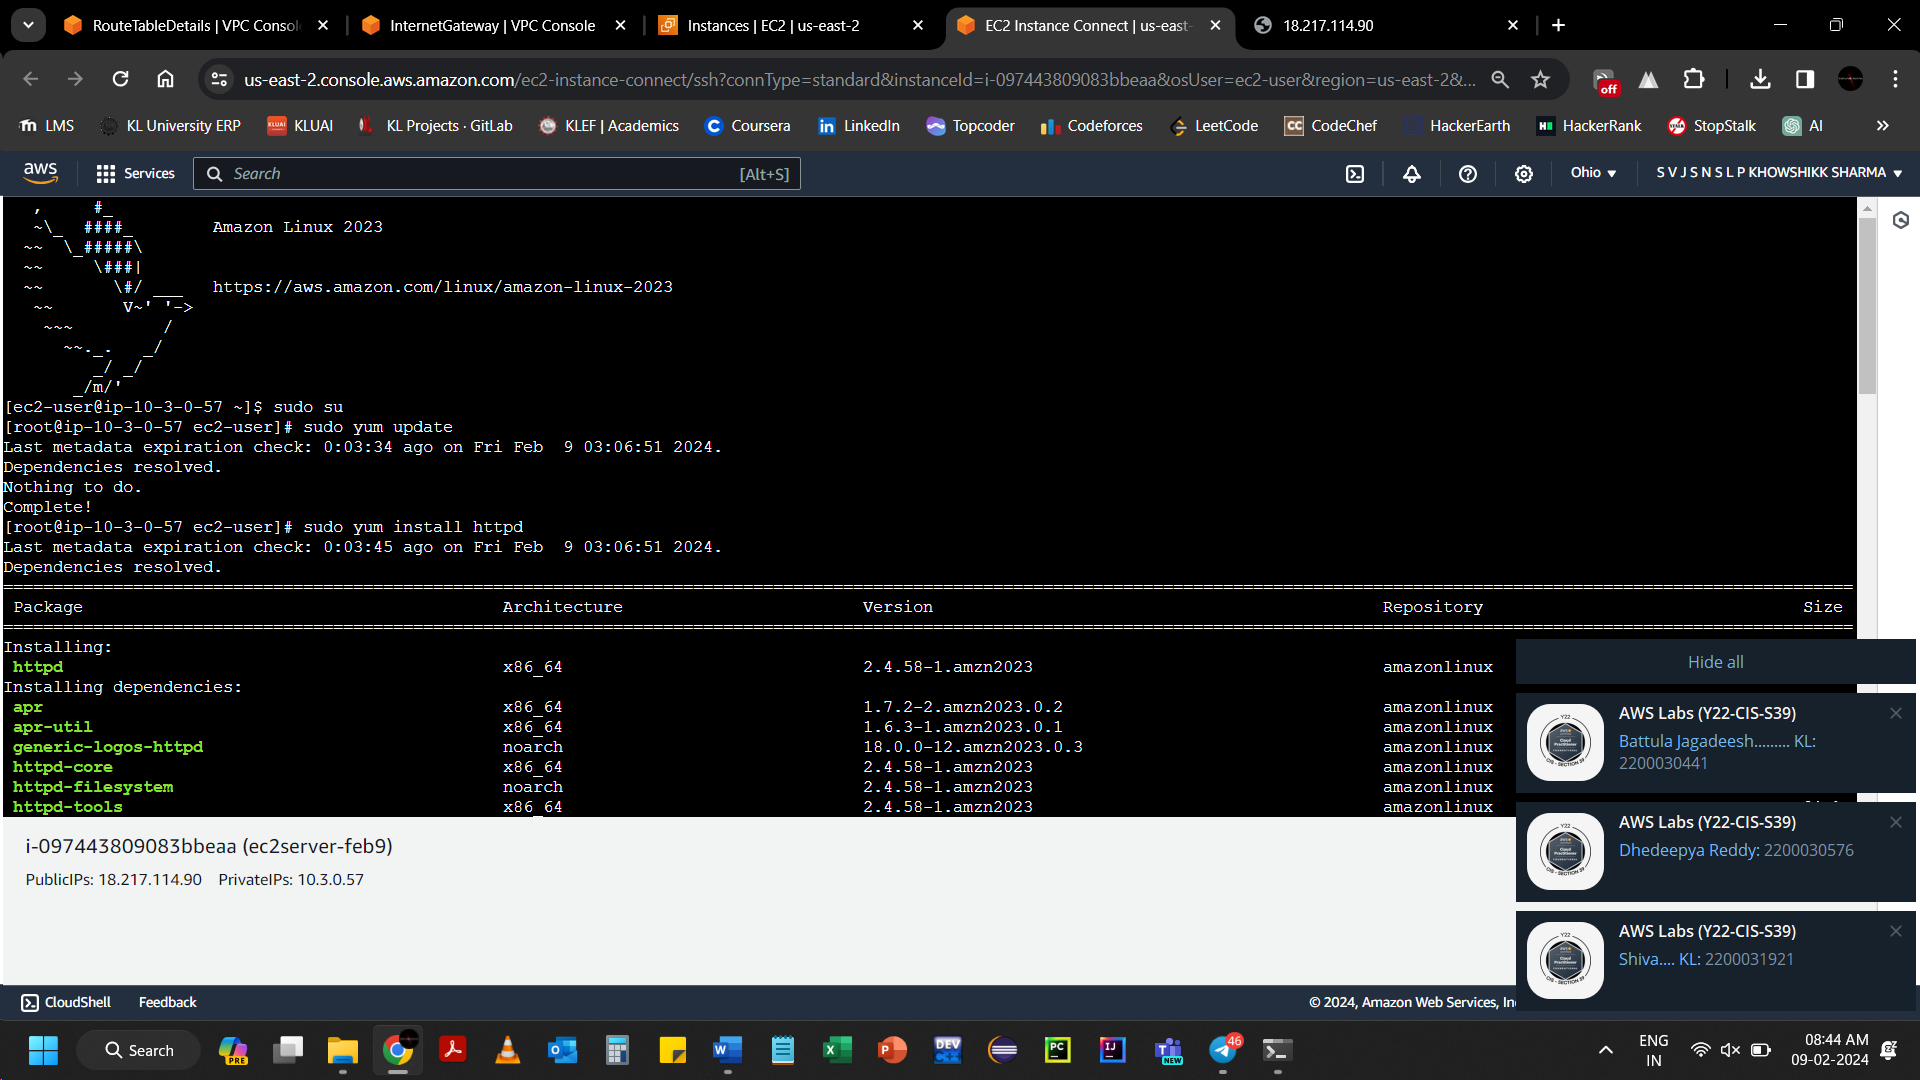 RouteTableDetails | VPC Consol
InternetGateway | VPC Console
Instances | EC2 | us-east-2
EC2 Instance Connect | us-east-
18.217.114.90
us-east-2.console.aws.amazon.com/ec2-instance-connect/ssh?connType=standard&instanceId=i-097443809083bbeaa&osUser=ec2-user&region=us-east-2&...
off
LMS
KL University ERP
KLUAI
KL Projects · GitLab
KLEF | Academics
Coursera
LinkedIn
Topcoder
Codeforces
LeetCode
CodeChef
HackerEarth
HackerRank
StopStalk
AI
aws
Services
Search
[Alt+S]
Ohio
S V J S N S L P KHOWSHIKK SHARMA
   ,     #_
   ~\_  ####_        Amazon Linux 2023
  ~~  \_#####\
  ~~     \###|
  ~~       \#/ ___   https://aws.amazon.com/linux/amazon-linux-2023
   ~~       V~' '->
    ~~~         /
      ~~._.   _/
         _/ _/
       _/m/'
[ec2-user@ip-10-3-0-57 ~]$ sudo su
[root@ip-10-3-0-57 ec2-user]# sudo yum update
Last metadata expiration check: 0:03:34 ago on Fri Feb  9 03:06:51 2024.
Dependencies resolved.
Nothing to do.
Complete!
[root@ip-10-3-0-57 ec2-user]# sudo yum install httpd
Last metadata expiration check: 0:03:45 ago on Fri Feb  9 03:06:51 2024.
Dependencies resolved.
Package Architecture Version Repository Size
Installing:
httpd x86_64 2.4.58-1.amzn2023 amazonlinux
Installing dependencies:
apr x86_64 1.7.2-2.amzn2023.0.2 amazonlinux
apr-util x86_64 1.6.3-1.amzn2023.0.1 amazonlinux
generic-logos-httpd noarch 18.0.0-12.amzn2023.0.3 amazonlinux
httpd-core x86_64 2.4.58-1.amzn2023 amazonlinux
httpd-filesystem noarch 2.4.58-1.amzn2023 amazonlinux
httpd-tools x86_64 2.4.58-1.amzn2023 amazonlinux
Hide all
AWS Labs (Y22-CIS-S39)
Battula Jagadeesh......... KL:
2200030441
AWS Labs (Y22-CIS-S39)
Dhedeepya Reddy: 2200030576
AWS Labs (Y22-CIS-S39)
Shiva.... KL: 2200031921
i-097443809083bbeaa (ec2server-feb9)
PublicIPs: 18.217.114.90 PrivateIPs: 10.3.0.57
CloudShell
Feedback
© 2024, Amazon Web Services, In
Search
PRE
DEV
PC
IJ
NEW
46
ENG
IN
08:44 AM
09-02-2024